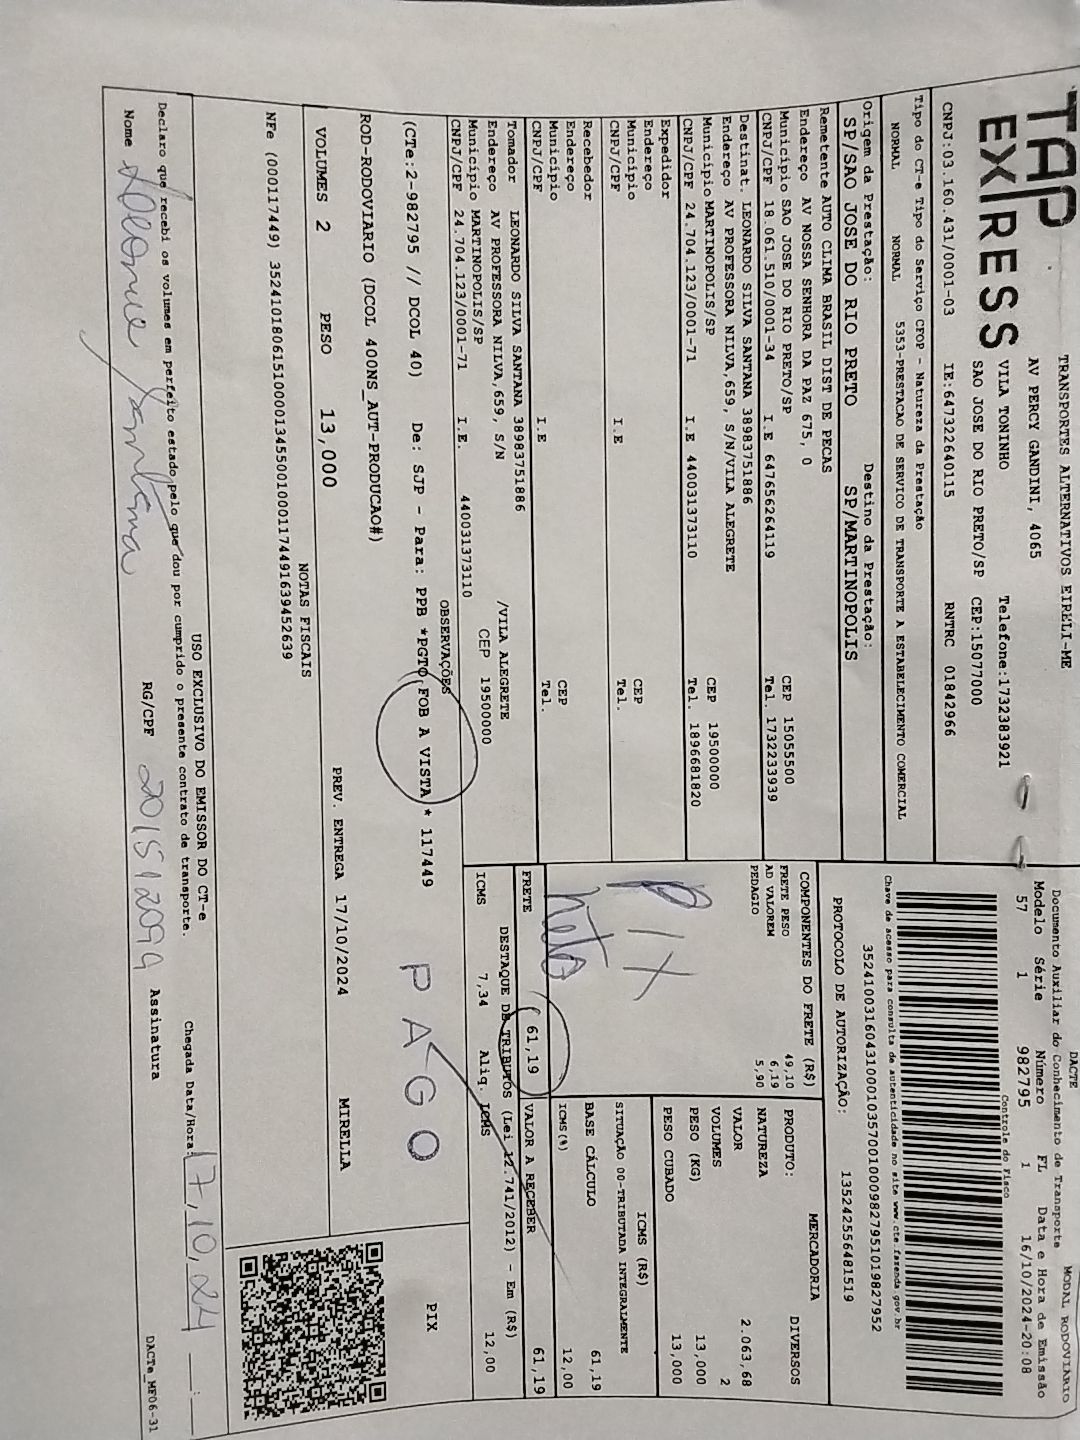 TAP
EXPRESS
TRANSPORTES ALTERNATIVOS EIRELI-ME
AV PERCY GANDINI, 4065
VILA TONINHO Telefone:1732383921
SAO JOSE DO RIO PRETO/SP CEP:15077000
CNPJ:03.160.431/0001-03 IE:647322640115 RNTRC 01842966
DACTE MODAL RODOVIÁRIO
Documento Auxiliar do Conhecimento de Transporte
Modelo Série Número FL Data e Hora de Emissão
57 1 982795 1 16/10/2024-20:08
Controle do Fisco
Chave de acesso para consulta de autenticidade no site www.cte.fazenda.gov.br
35241003160431000103570010009827951019827952
PROTOCOLO DE AUTORIZAÇÃO: 135242556481519
Tipo do CT-e Tipo do Serviço CFOP - Natureza da Prestação
NORMAL NORMAL 5353-PRESTACAO DE SERVICO DE TRANSPORTE A ESTABELECIMENTO COMERCIAL
Origem da Prestação: Destino da Prestação:
SP/SAO JOSE DO RIO PRETO SP/MARTINOPOLIS
Remetente AUTO CLIMA BRASIL DIST DE PECAS
Endereço AV NOSSA SENHORA DA PAZ 675, 0
Município SAO JOSE DO RIO PRETO/SP CEP 15055500
CNPJ/CPF 18.061.510/0001-34 I.E 647656264119 Tel. 1732233939
Destinat. LEONARDO SILVA SANTANA 38983751886
Endereço AV PROFESSORA NILVA,659, S/N/VILA ALEGRETE
Município MARTINOPOLIS/SP CEP 19500000
CNPJ/CPF 24.704.123/0001-71 I.E 440031373110 Tel. 1896681820
Expedidor
Endereço
Município CEP
CNPJ/CPF I.E Tel.
Recebedor
Endereço
Município CEP
CNPJ/CPF I.E Tel.
Tomador LEONARDO SILVA SANTANA 38983751886
Endereço AV PROFESSORA NILVA,659, S/N /VILA ALEGRETE
Município MARTINOPOLIS/SP CEP 19500000
CNPJ/CPF 24.704.123/0001-71 I.E. 440031373110
COMPONENTES DO FRETE (R$)
FRETE PESO 49,10
AD VALOREM 6,19
PEDAGIO 5,90
PIX
neto
MERCADORIA
PRODUTO: DIVERSOS
NATUREZA
VALOR 2.063,68
VOLUMES 2
PESO (KG) 13,000
PESO CUBADO 13,000
ICMS (R$)
SITUAÇÃO 00-TRIBUTADA INTEGRALMENTE
BASE CÁLCULO 61,19
ICMS(%) 12,00
FRETE 61,19 VALOR A RECEBER 61,19
DESTAQUE DE TRIBUTOS (Lei 12.741/2012) - Em (R$)
ICMS 7,34 Aliq. ICMS 12,00
OBSERVAÇÕES
(CTe:2-982795 // DCOL 40) De: SJP - Para: PPB *PGTO FOB A VISTA * 117449
ROD-RODOVIARIO (DCOL 400NS_AUT-PRODUCAO#)
PAGO
PIX
VOLUMES 2 PESO 13,000 PREV. ENTREGA 17/10/2024 MIRELLA
NOTAS FISCAIS
NFe (000117449) 35241018061510000134550010001174491639452639
USO EXCLUSIVO DO EMISSOR DO CT-e
Declaro que recebi os volumes em perfeito estado pelo que dou por cumprido o presente contrato de transporte. Chegada Data/Hora: 17,10,24 __:__
Nome Santana RG/CPF Assinatura
DACTe_MF06-31